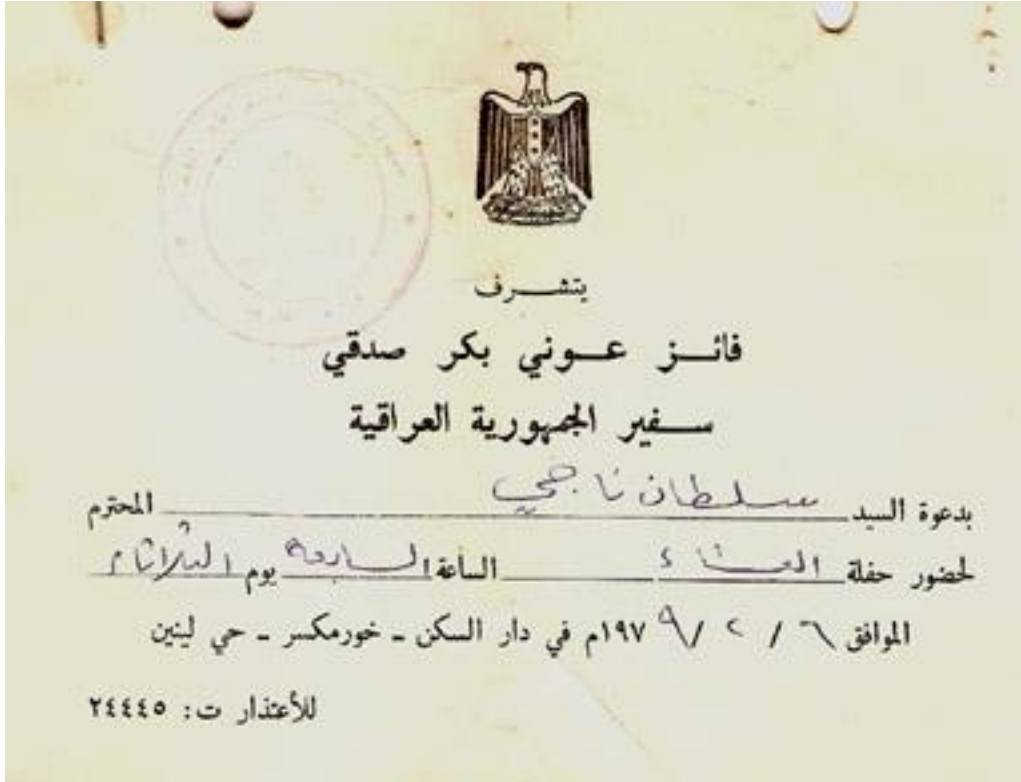 يتشرف
فائز عوني بكر صدقي
سفير الجمهورية العراقية
بدعوة السيد سلطان ناجي المحترم
لحضور حفلة العشاء الساعة السابعة يوم الثلاثاء
الموافق ٦ / ٢ / ١٩٧٩م في دار السكن - خورمكسر - حي لينين
للأعتذار ت: ٢٤٤٤٥